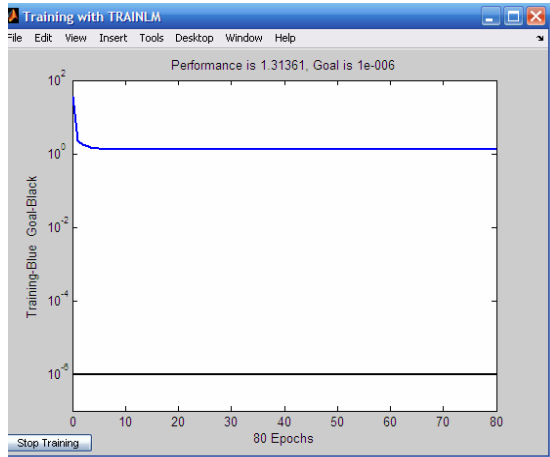 Training with TRAINLM
File Edit View Insert Tools Desktop Window Help
Performance is 1.31361, Goal is 1e-006
10^2
10^0
10^-2
10^-4
10^-6
Training-Blue Goal-Black
0 10 20 30 40 50 60 70 80
80 Epochs
Stop Training